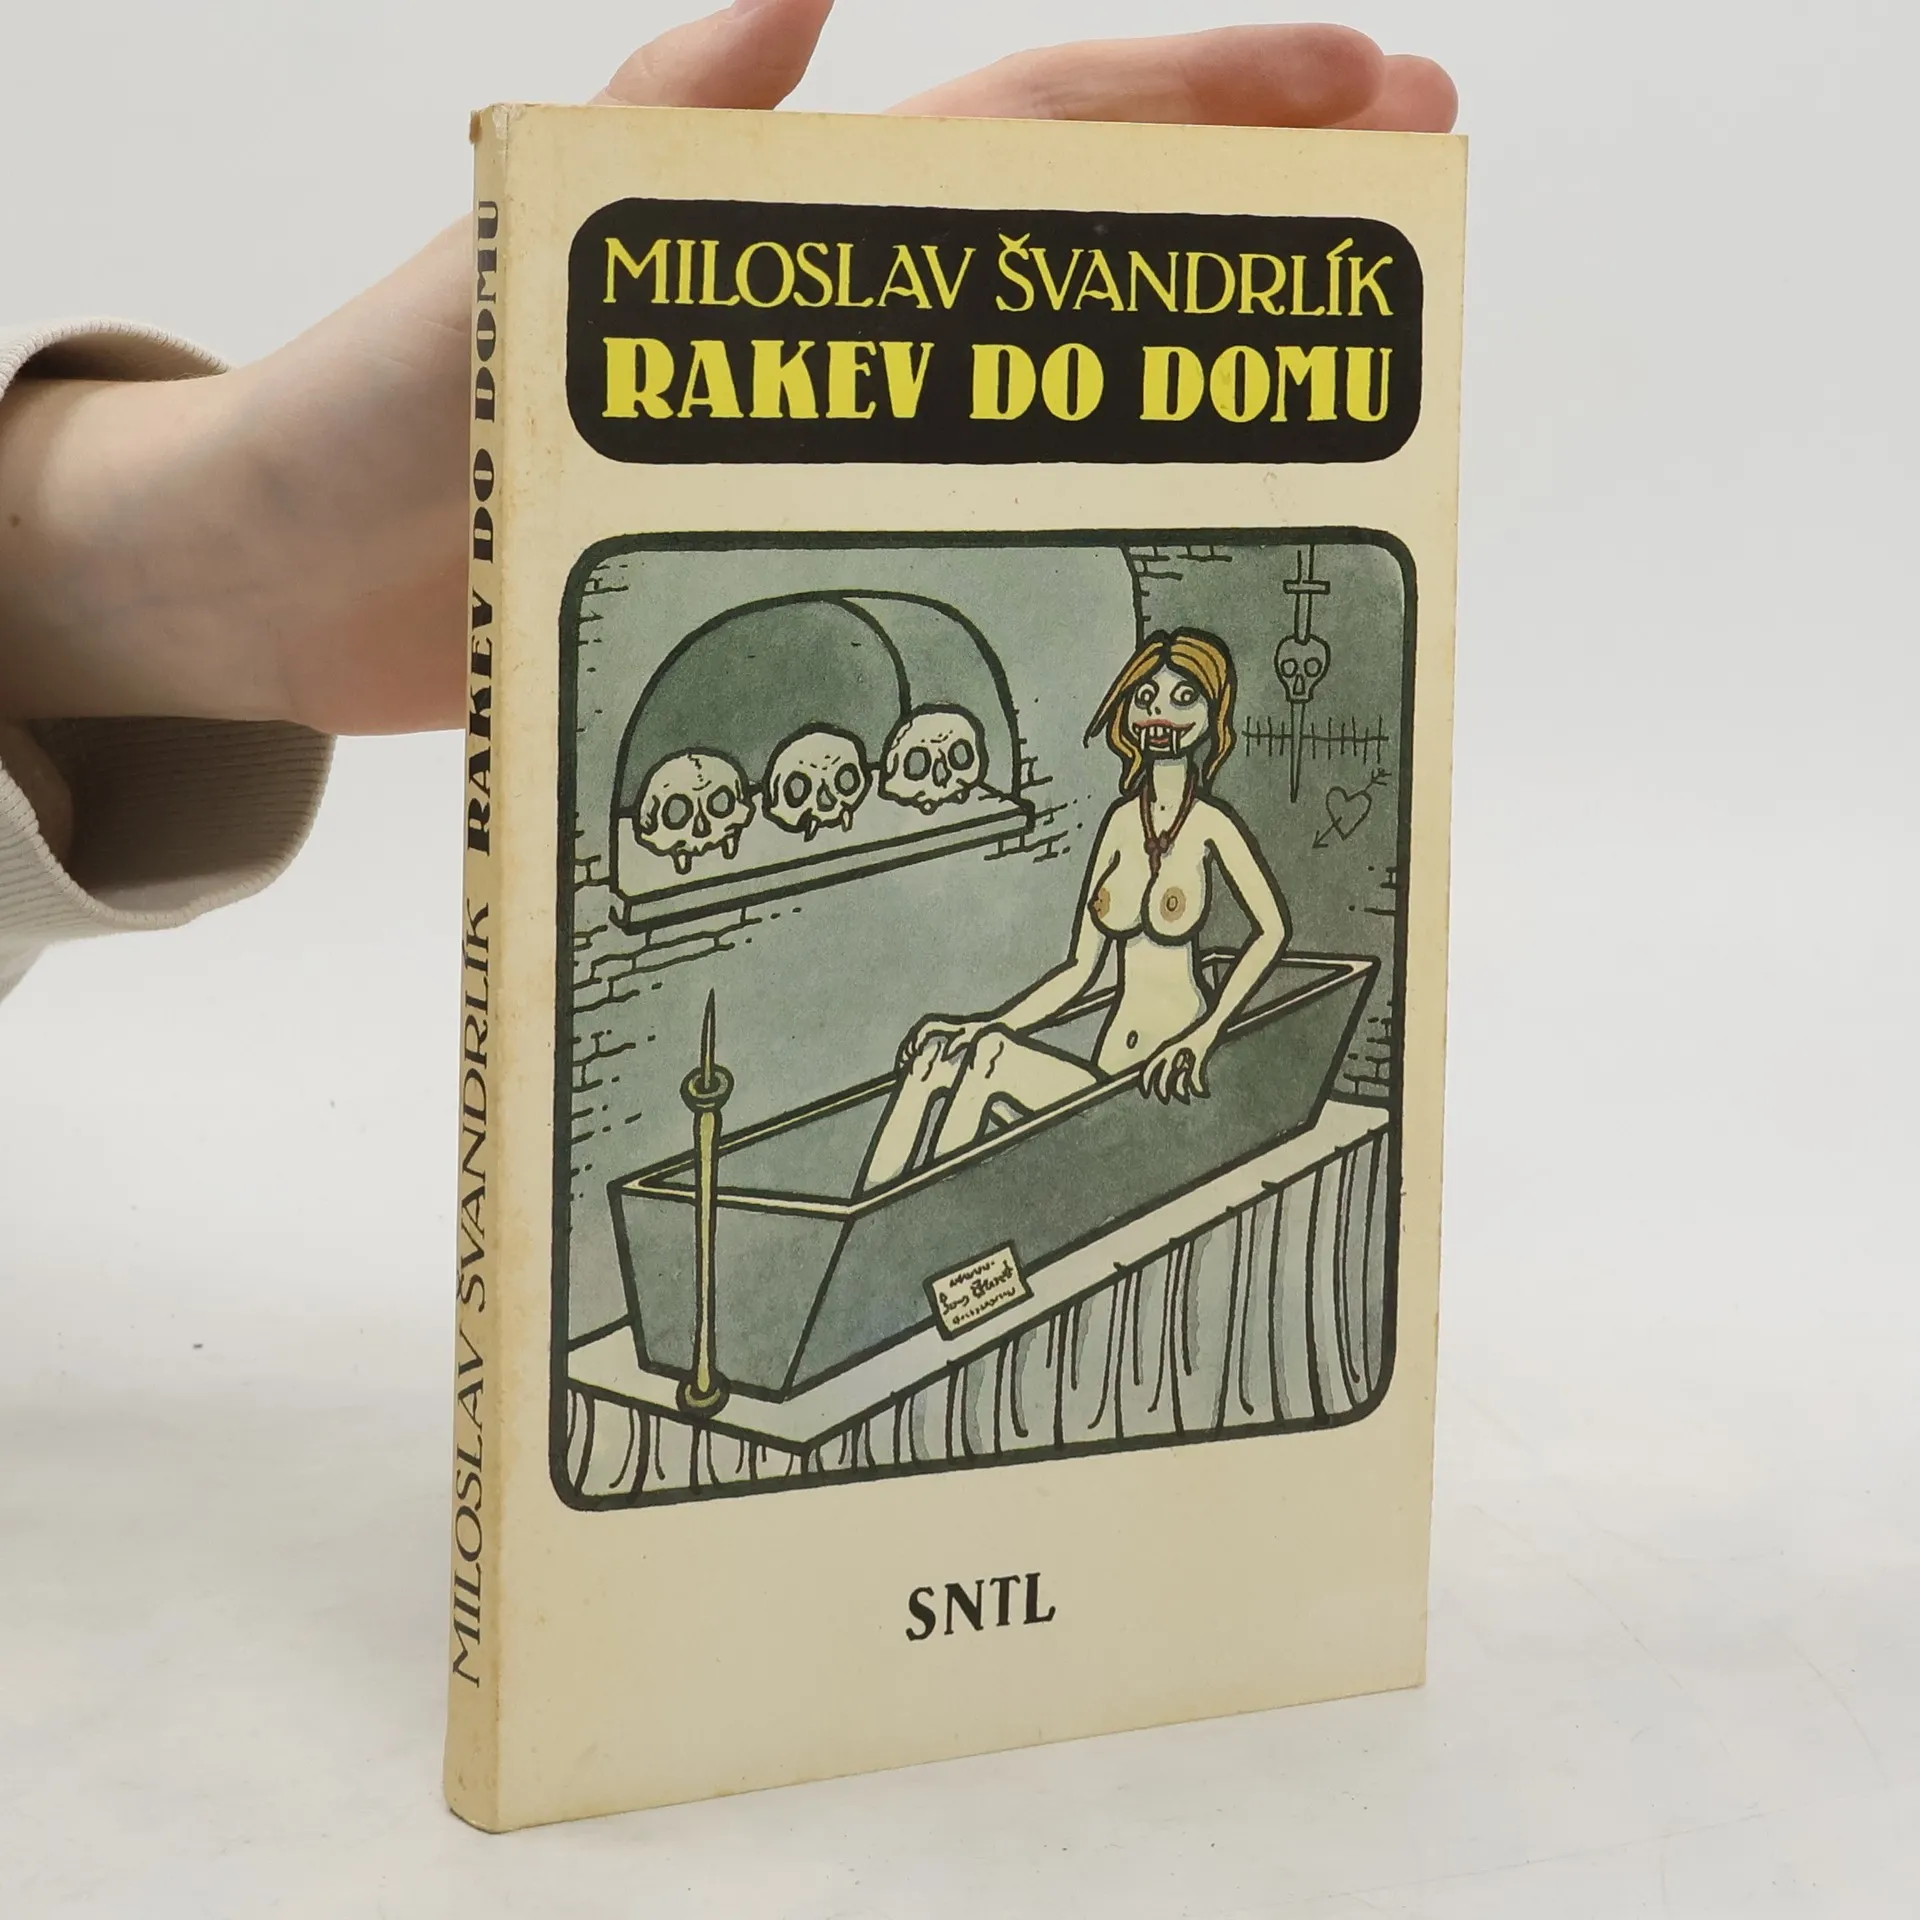 MILOSLAV ŠVANDRLÍK
RAKEV DO DOMU
SNTL
MILOSLAV ŠVANDRLÍK RAKEV DO DOMU